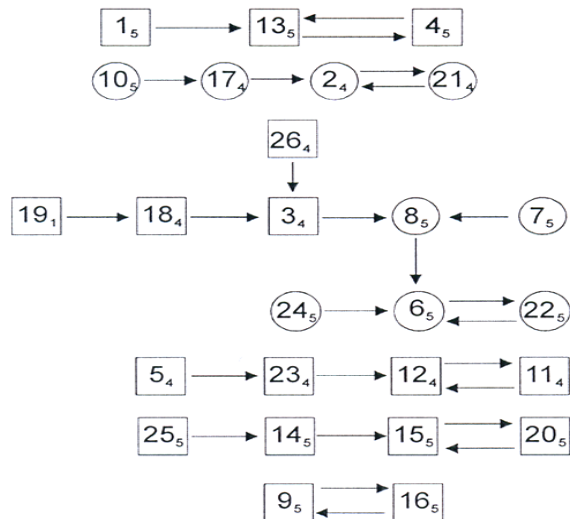 1₅ 13₅ 4₅
10₅ 17₄ 2₄ 21₄
26₄
19₁ 18₄ 3₄ 8₅ 7₅
24₅ 6₅ 22₅
5₄ 23₄ 12₄ 11₄
25₅ 14₅ 15₅ 20₅
9₅ 16₅